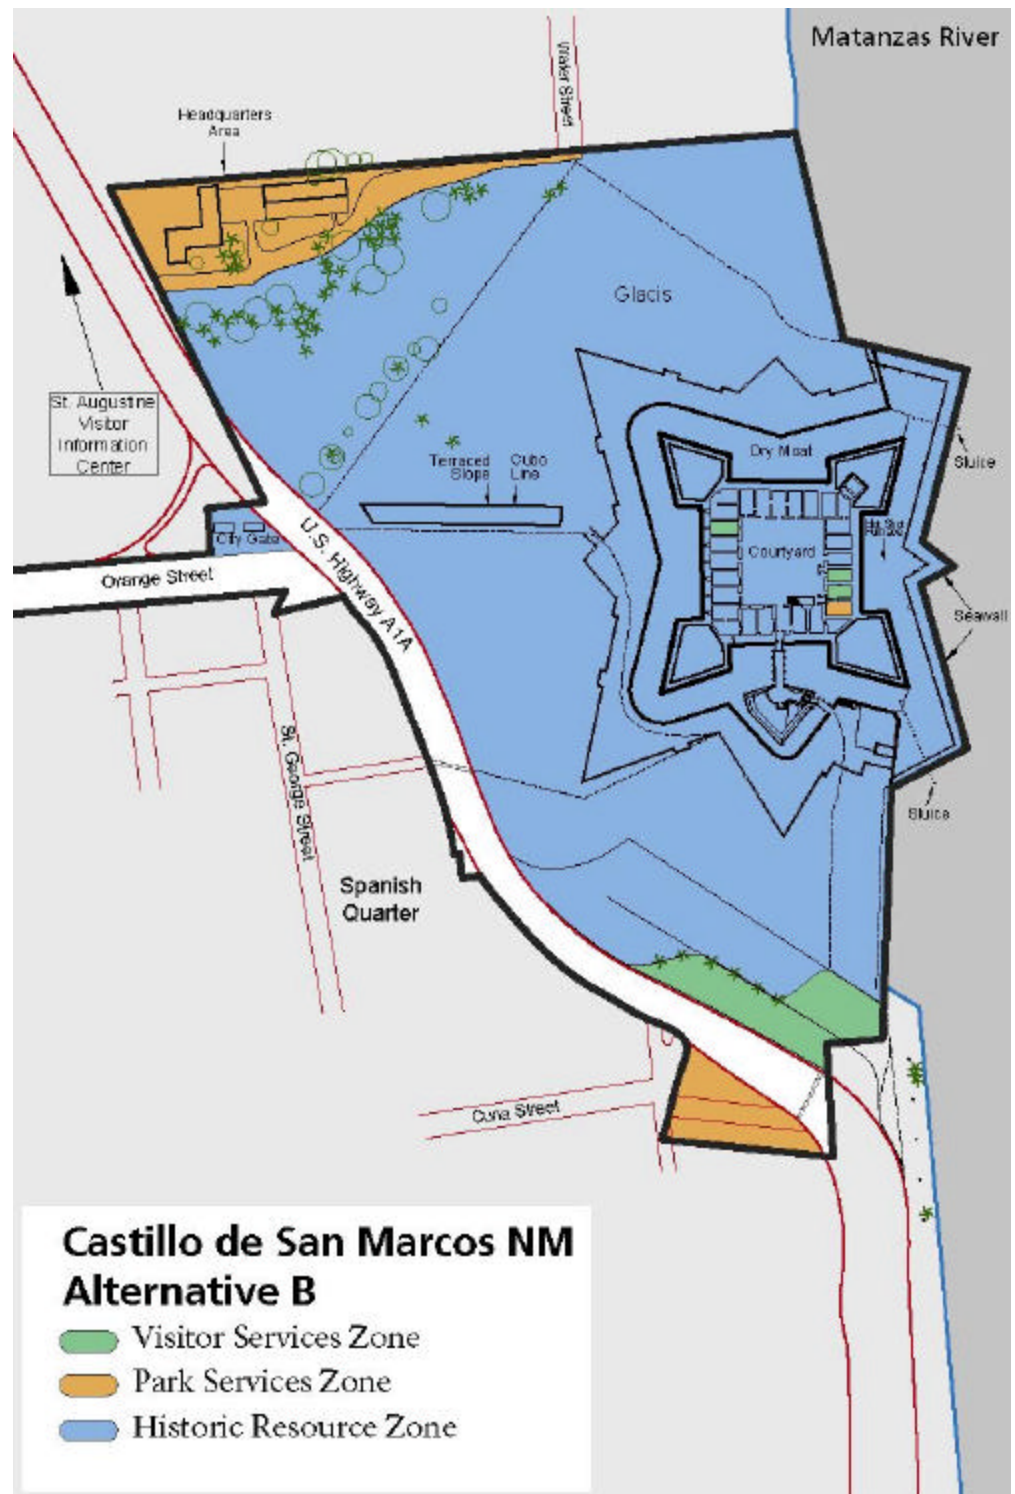 Matanzas River
Water Street
Headquarters
Area
Glacis
St. Augustine
Visitor
Information
Center
Terraced
Slope
Cubo
Line
Dry Moat
Sluice
City Gate
U.S. Highway A1A
Courtyard
Orange Street
Seawall
St. George Street
Sluice
Spanish
Quarter
Cuna Street
Castillo de San Marcos NM
Alternative B
Visitor Services Zone
Park Services Zone
Historic Resource Zone